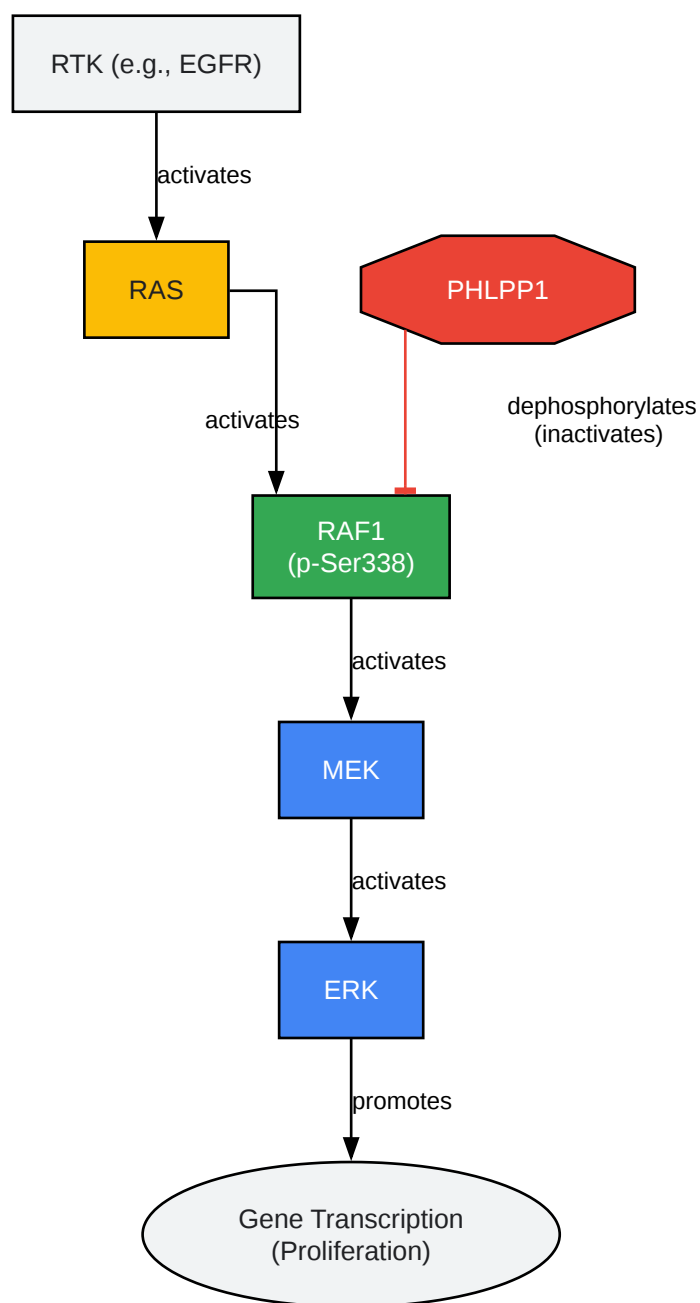 RTK (e.g., EGFR)
activates
RAS
PHLPP1
activates
dephosphorylates
(inactivates)
RAF1
(p-Ser338)
activates
MEK
activates
ERK
promotes
Gene Transcription
(Proliferation)